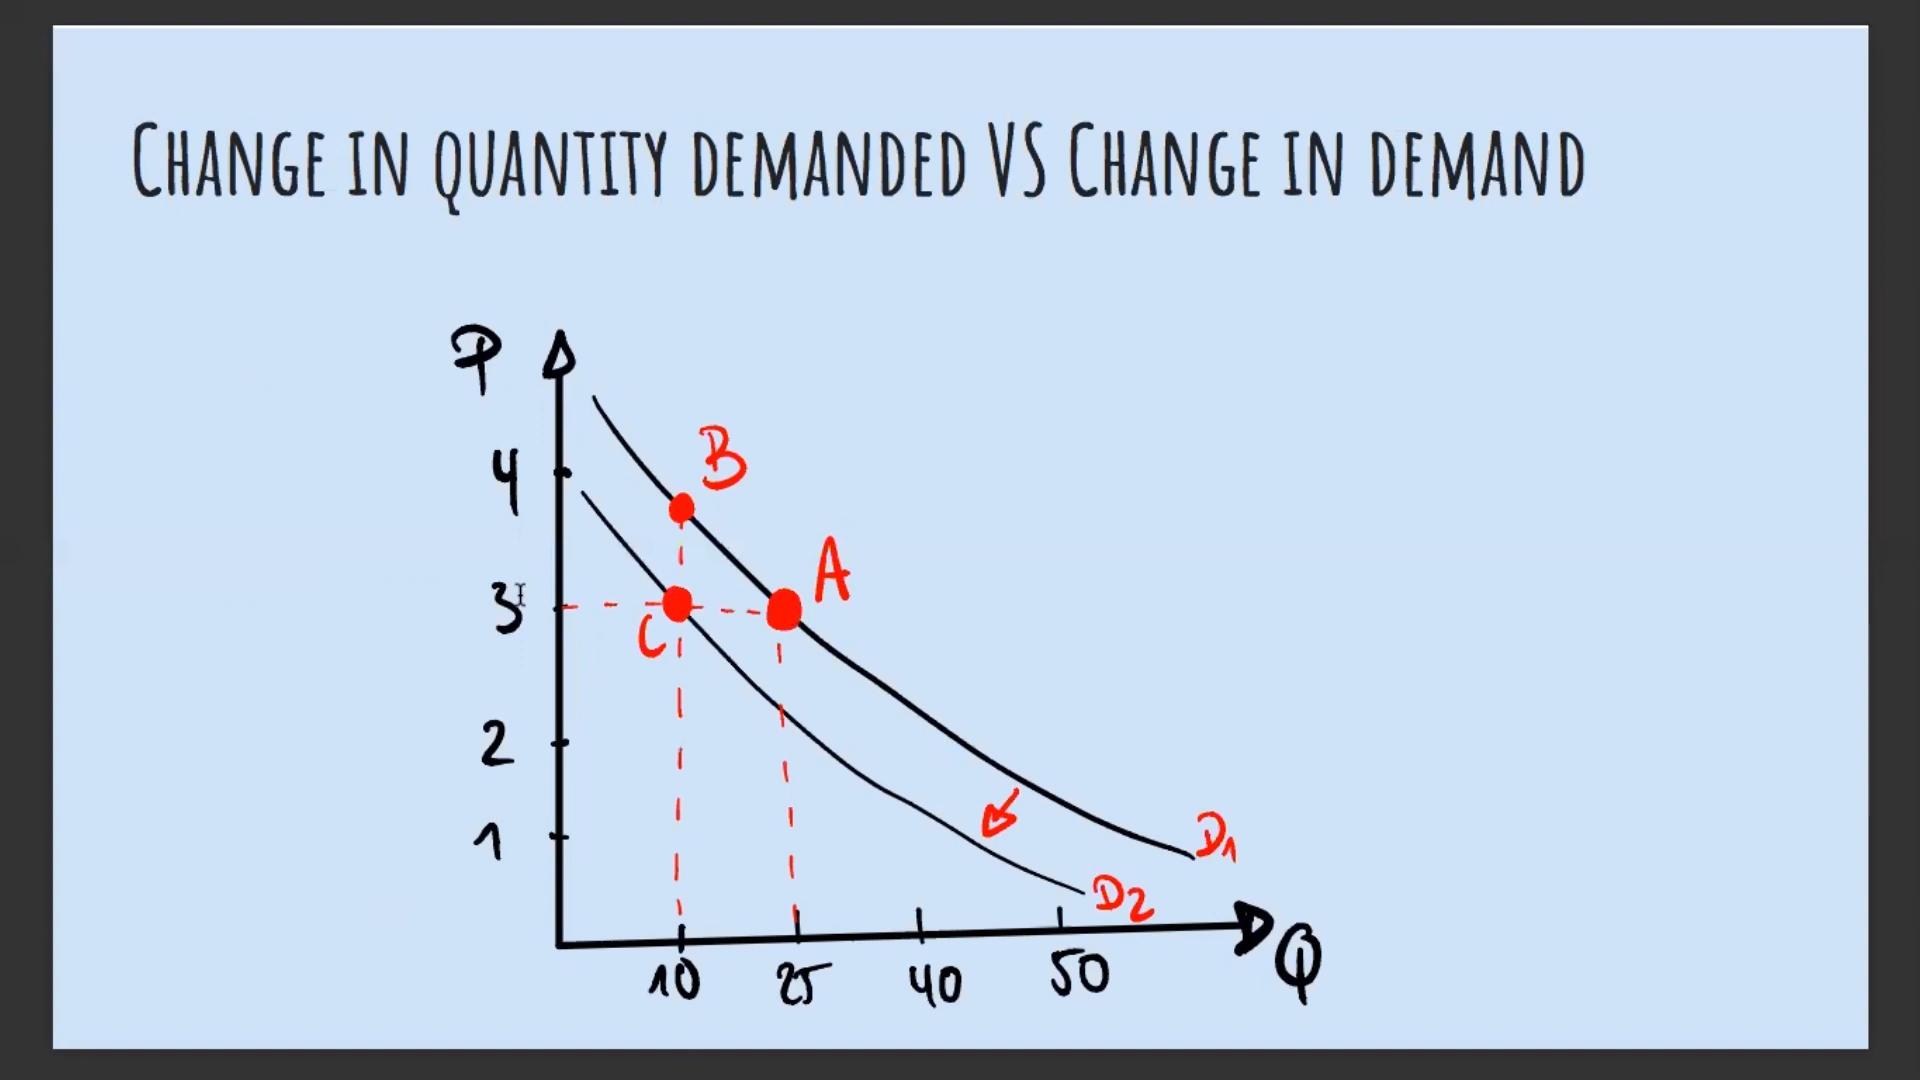 CHANGE IN QUANTITY DEMANDED VS CHANGE IN DEMAND
P
4
B
A
3
C
2
1
D1
D2
10 25 40 50
Q